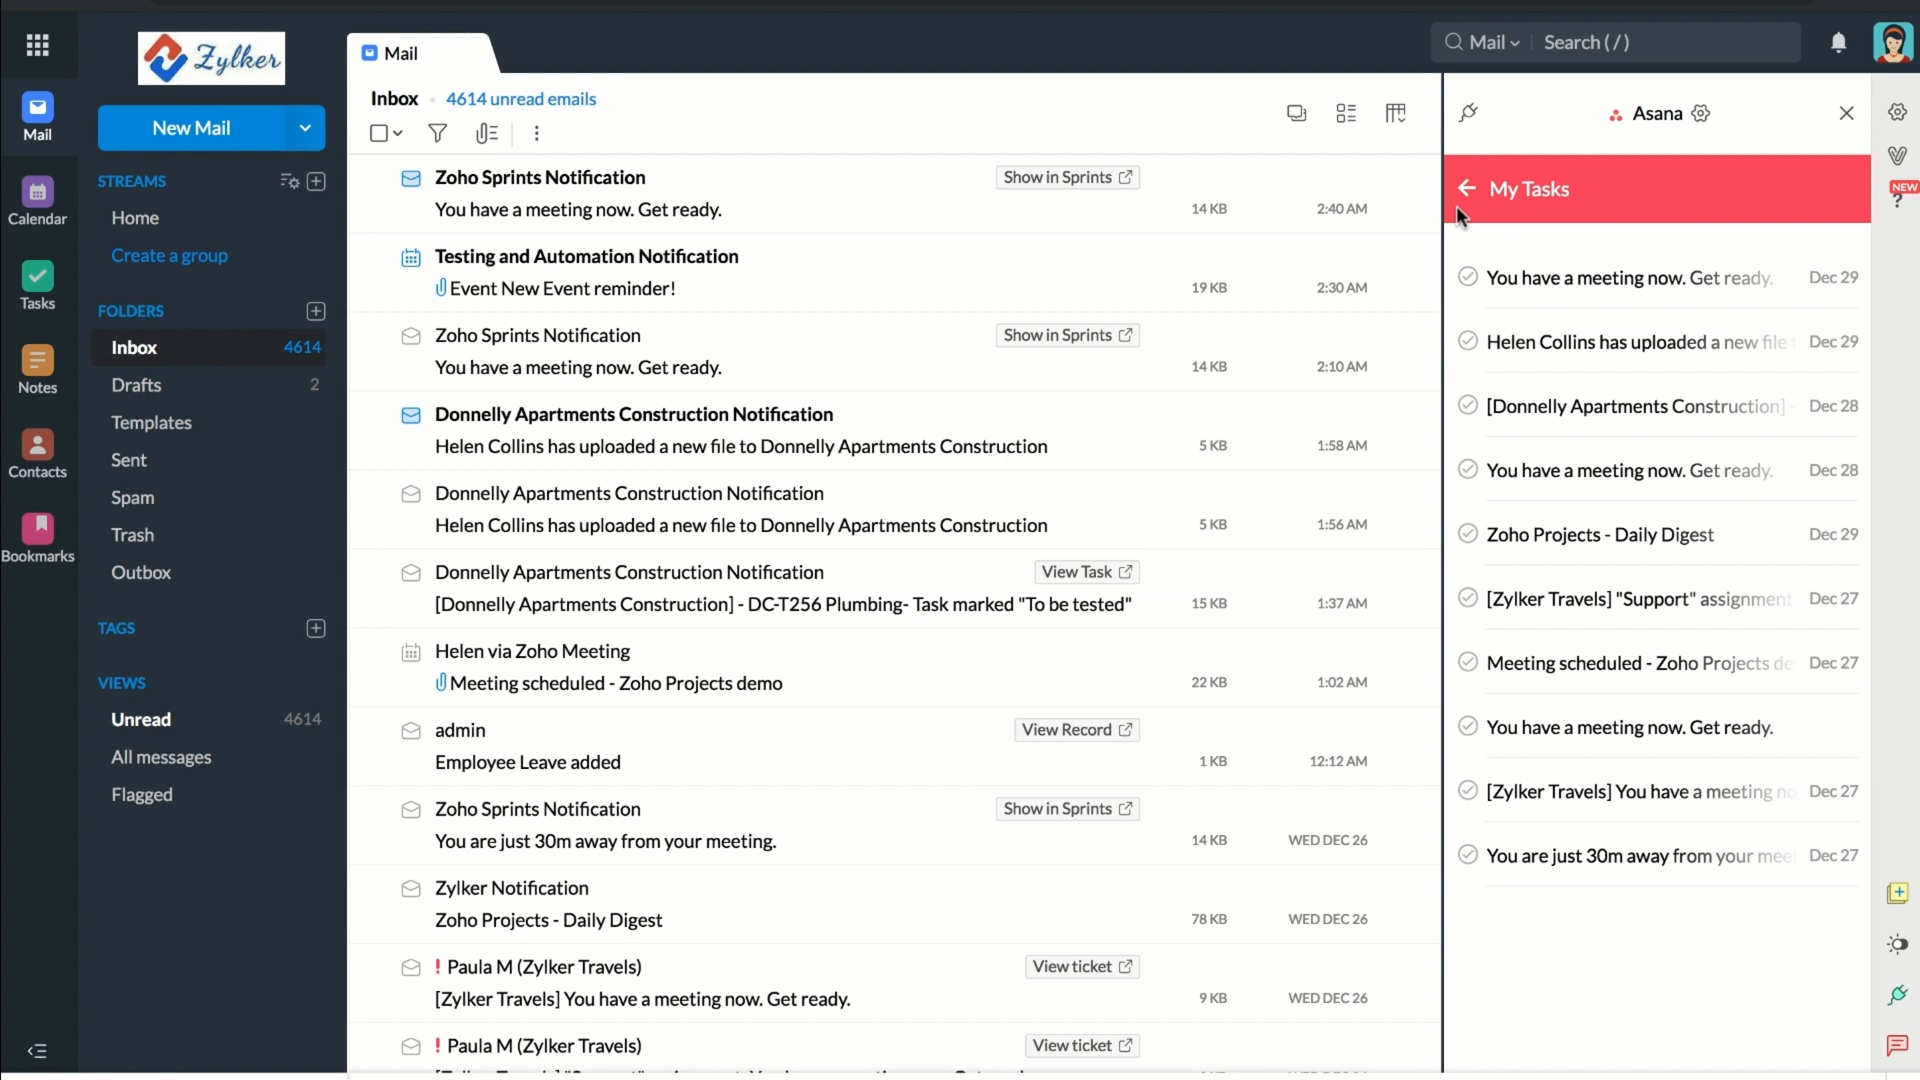 Zylker
Mail
Mail
Search ( / )
Mail
Calendar
Tasks
Notes
Contacts
Bookmarks
New Mail
STREAMS
Home
Create a group
FOLDERS
Inbox 4614
Drafts 2
Templates
Sent
Spam
Trash
Outbox
TAGS
VIEWS
Unread 4614
All messages
Flagged
Inbox 4614 unread emails
Zoho Sprints Notification Show in Sprints
You have a meeting now. Get ready. 14 KB 2:40 AM
Testing and Automation Notification
Event New Event reminder! 19 KB 2:30 AM
Zoho Sprints Notification Show in Sprints
You have a meeting now. Get ready. 14 KB 2:10 AM
Donnelly Apartments Construction Notification
Helen Collins has uploaded a new file to Donnelly Apartments Construction 5 KB 1:58 AM
Donnelly Apartments Construction Notification
Helen Collins has uploaded a new file to Donnelly Apartments Construction 5 KB 1:56 AM
Donnelly Apartments Construction Notification View Task
[Donnelly Apartments Construction] - DC-T256 Plumbing- Task marked "To be tested" 15 KB 1:37 AM
Helen via Zoho Meeting
Meeting scheduled - Zoho Projects demo 22 KB 1:02 AM
admin View Record
Employee Leave added 1 KB 12:12 AM
Zoho Sprints Notification Show in Sprints
You are just 30m away from your meeting. 14 KB WED DEC 26
Zylker Notification
Zoho Projects - Daily Digest 78 KB WED DEC 26
! Paula M (Zylker Travels) View ticket
[Zylker Travels] You have a meeting now. Get ready. 9 KB WED DEC 26
! Paula M (Zylker Travels) View ticket
Asana
My Tasks
You have a meeting now. Get ready. Dec 29
Helen Collins has uploaded a new file Dec 29
[Donnelly Apartments Construction] - Dec 28
You have a meeting now. Get ready. Dec 28
Zoho Projects - Daily Digest Dec 29
[Zylker Travels] "Support" assignment Dec 27
Meeting scheduled - Zoho Projects de Dec 27
You have a meeting now. Get ready.
[Zylker Travels] You have a meeting no Dec 27
You are just 30m away from your mee Dec 27
NEW
?